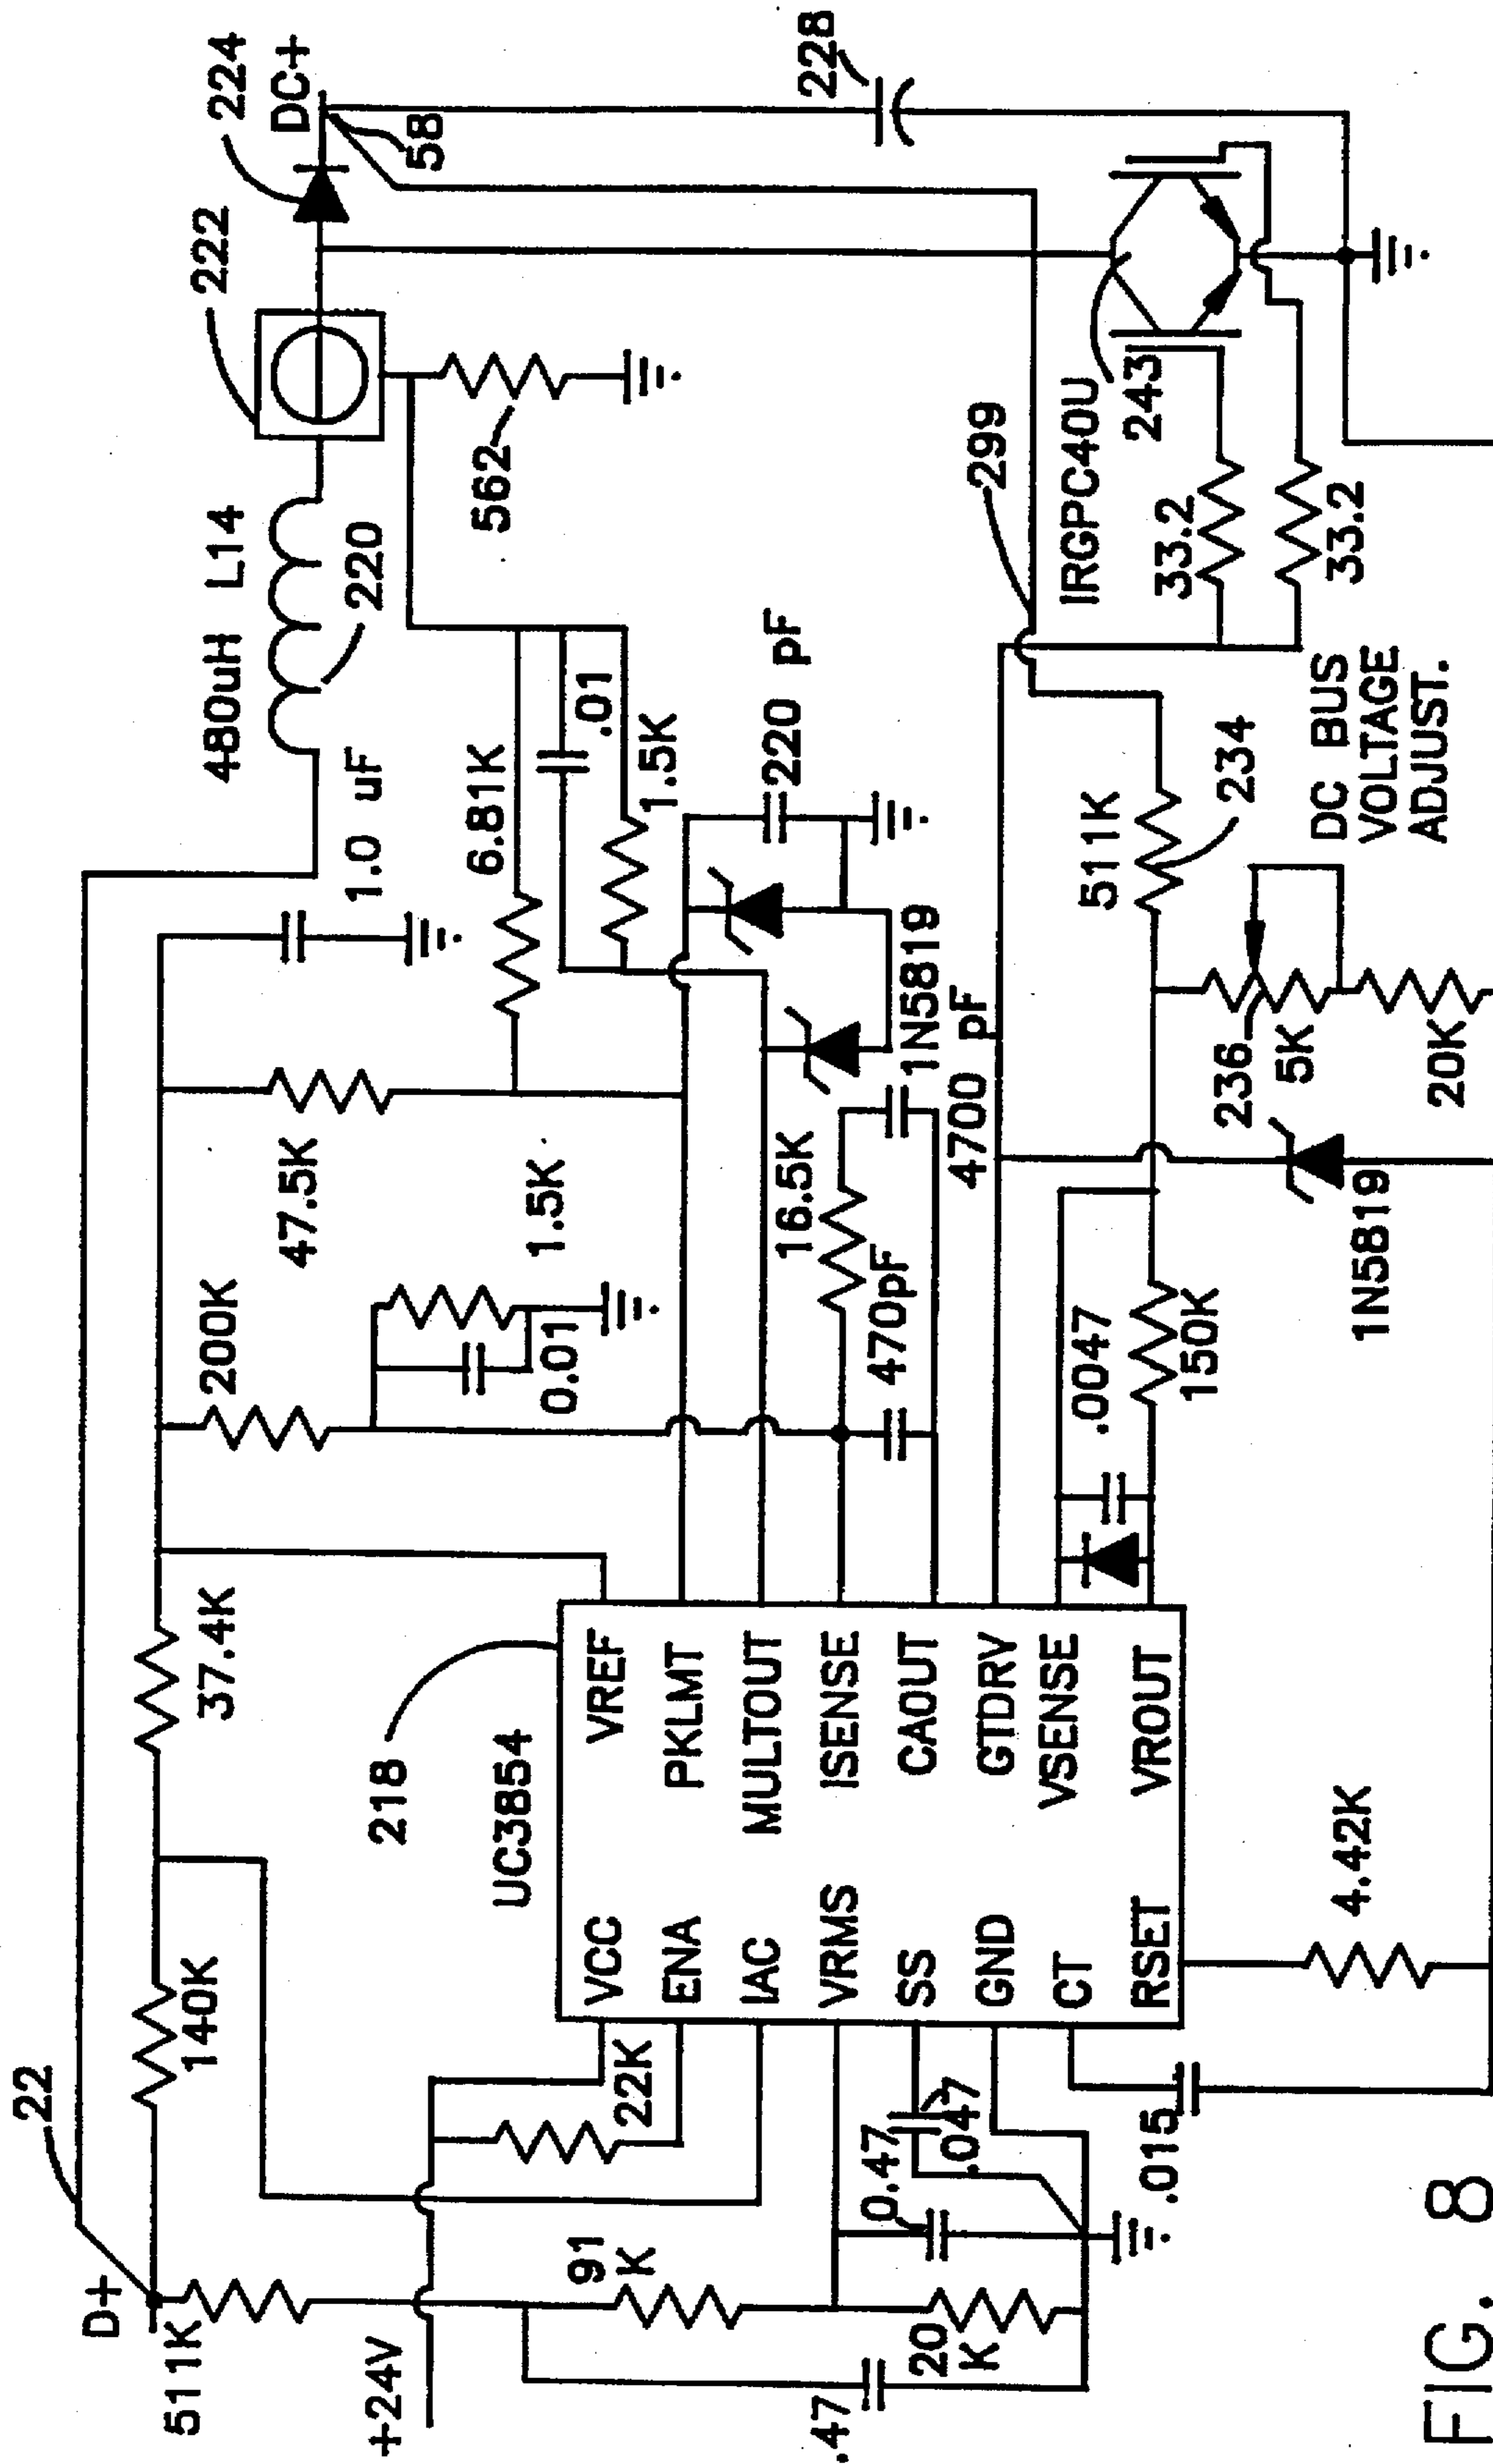 22
D+
511K
140K
37.4K
+24V
22K
91
K
20
K
.47
0.47
.047
.015
4.42K
218
UC3854
VCC
ENA
IAC
VRMS
SS
GND
CT
RSET
VREF
PKLMT
MULTOUT
ISENSE
CAOUT
GTDRV
VSENSE
VROUT
200K
47.5K
1.0 uF
480uH L14
220
222
224
DC+
58
228
562
0.01
1.5K
6.81K
.01
1.5K
220 pF
16.5K
470pF
1N5819
4700 pF
299
IRGPC40U
243
33.2
33.2
511K
234
DC BUS
VOLTAGE
ADJUST.
236
5K
20K
.0047
150K
1N5819
FIG. 8